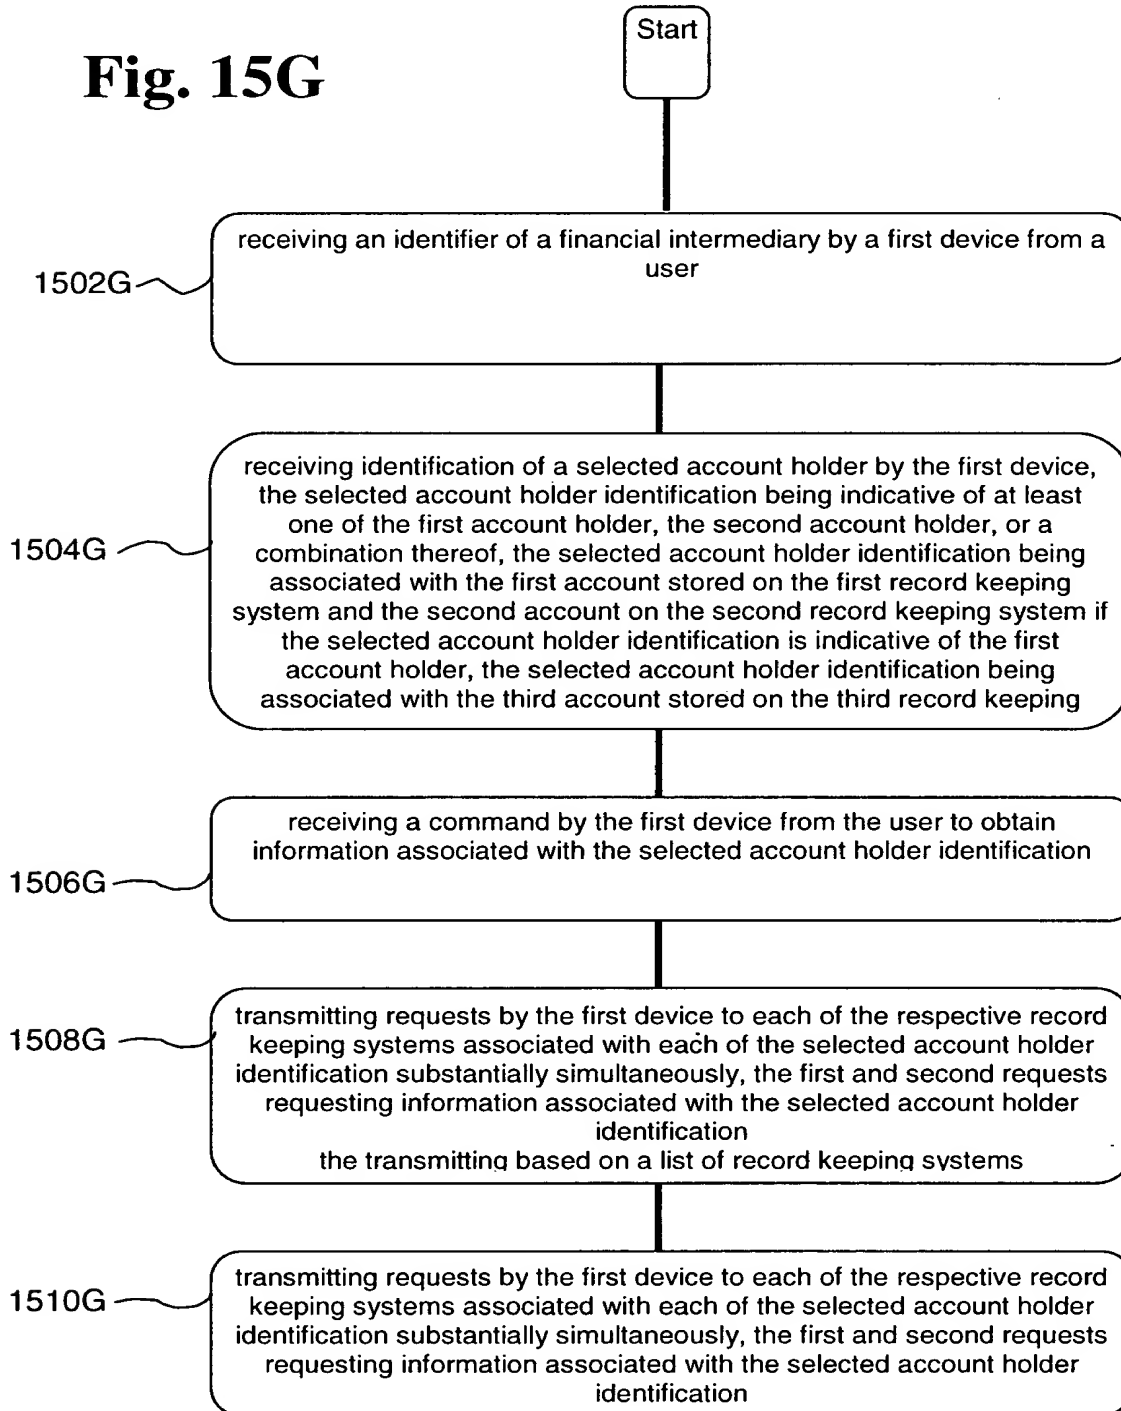 Start
Fig. 15G
receiving an identifier of a financial intermediary by a first device from a
user
1502G
receiving identification of a selected account holder by the first device,
the selected account holder identification being indicative of at least
one of the first account holder, the second account holder, or a
combination thereof, the selected account holder identification being
associated with the first account stored on the first record keeping
system and the second account on the second record keeping system if
the selected account holder identification is indicative of the first
account holder, the selected account holder identification being
associated with the third account stored on the third record keeping
1504G
receiving a command by the first device from the user to obtain
information associated with the selected account holder identification
1506G
transmitting requests by the first device to each of the respective record
keeping systems associated with each of the selected account holder
identification substantially simultaneously, the first and second requests
requesting information associated with the selected account holder
identification
the transmitting based on a list of record keeping systems
1508G
transmitting requests by the first device to each of the respective record
keeping systems associated with each of the selected account holder
identification substantially simultaneously, the first and second requests
requesting information associated with the selected account holder
identification
1510G